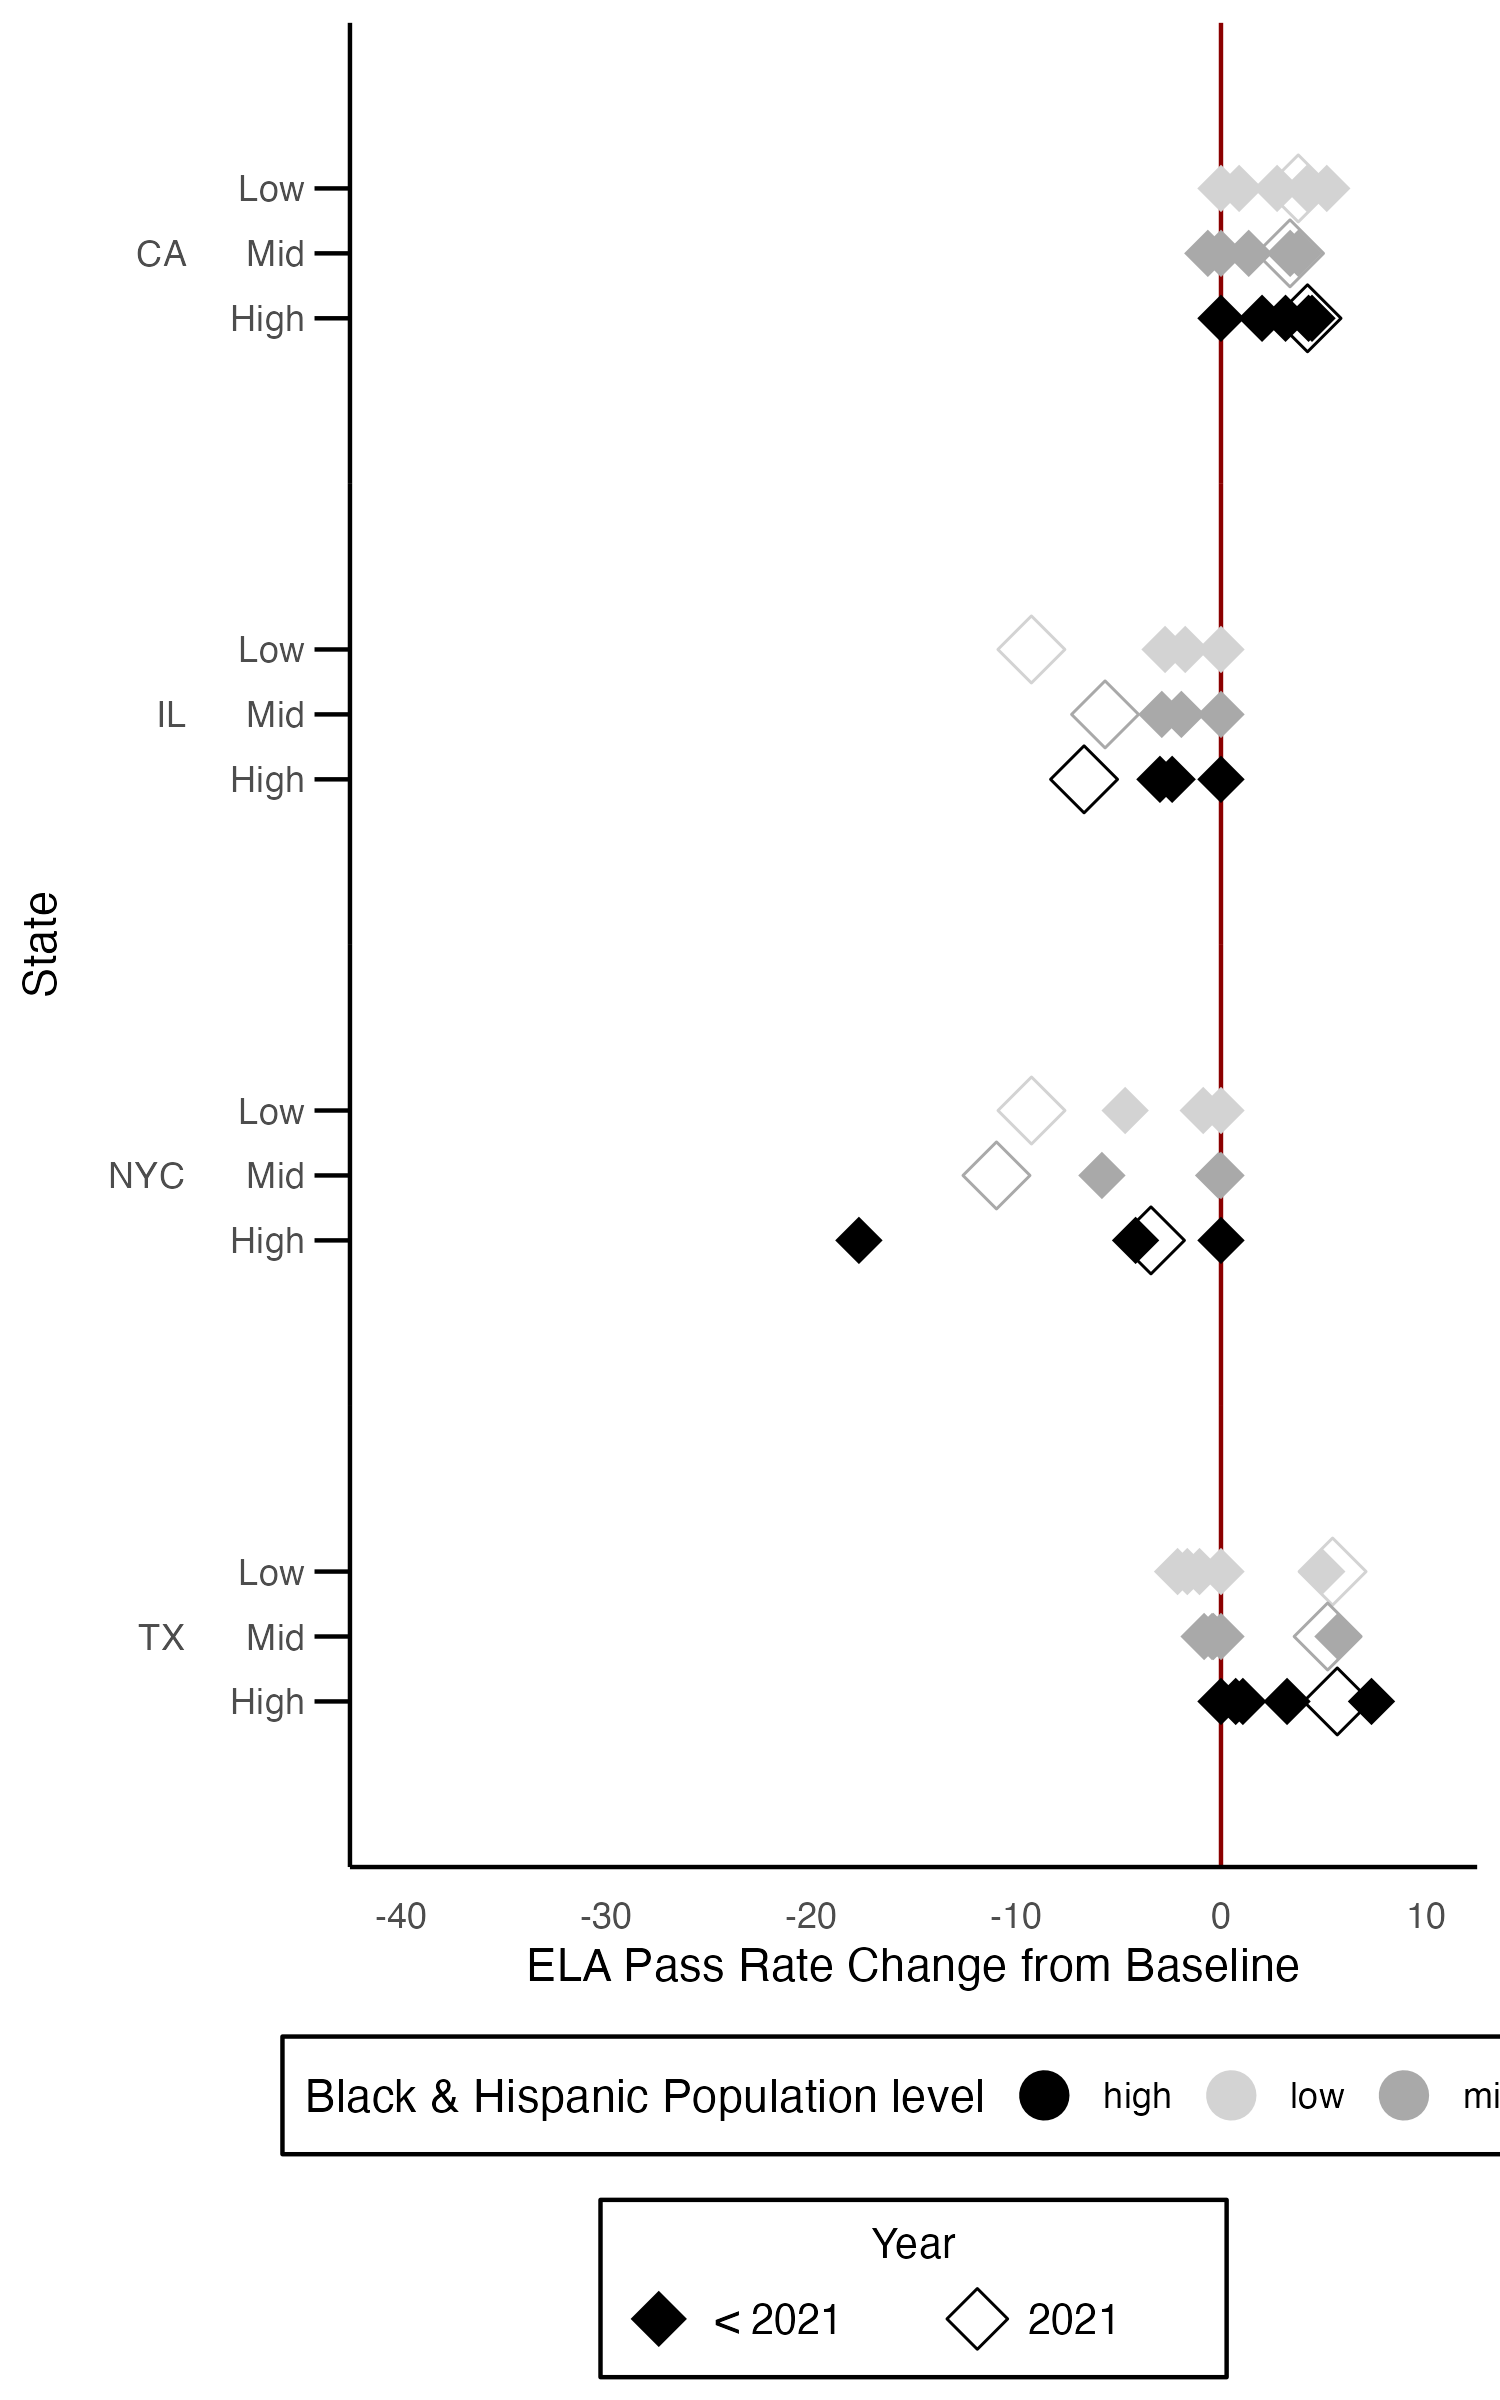 Low
CA Mid
High
Low
IL Mid
High
State
Low
NYC Mid
High
Low
TX Mid
High
-40 -30 -20 -10 0 10
ELA Pass Rate Change from Baseline
Black & Hispanic Population level high low mi
Year
< 2021 2021